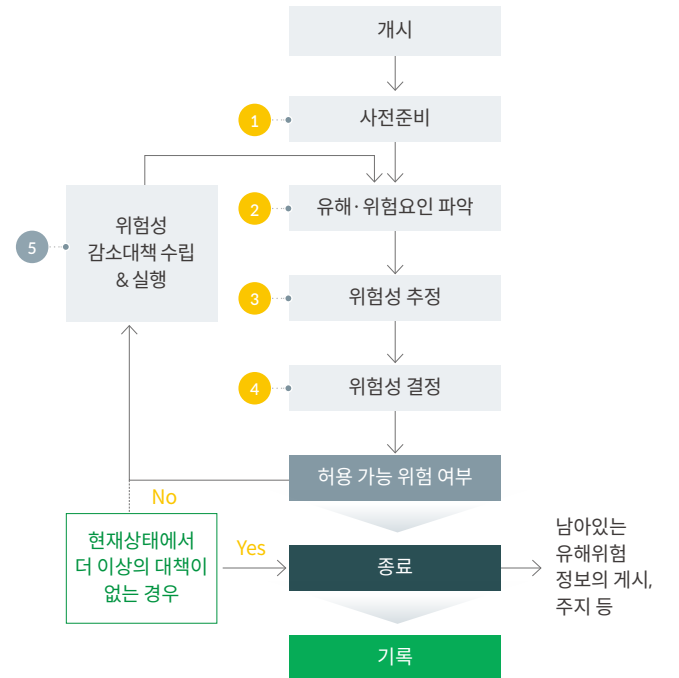 개시
1
사전준비
2
유해·위험요인 파악
위험성
감소대책 수립
& 실행
5
3
위험성 추정
4
위험성 결정
허용 가능 위험 여부
No
현재상태에서
더 이상의 대책이
없는 경우
Yes
종료
남아있는
유해위험
정보의 게시,
주지 등
기록